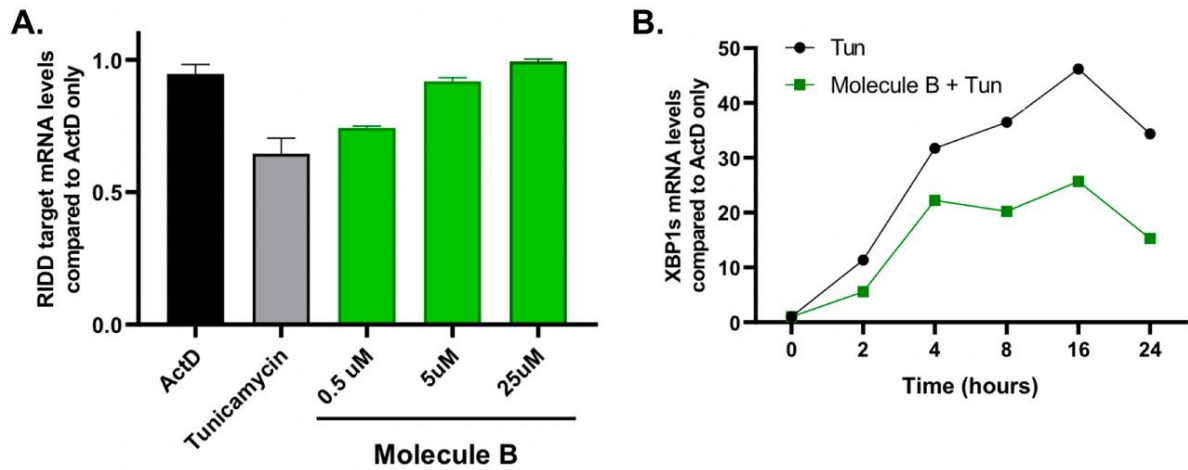 A.
RIDD target mRNA levels
compared to ActD only
1.0
0.5
0.0
ActD
Tunicamycin
0.5 uM
5uM
25uM
Molecule B
B.
XBP1s mRNA levels
compared to ActD only
50
40
30
20
10
0
Tun
Molecule B + Tun
0 2 4 8 16 24
Time (hours)